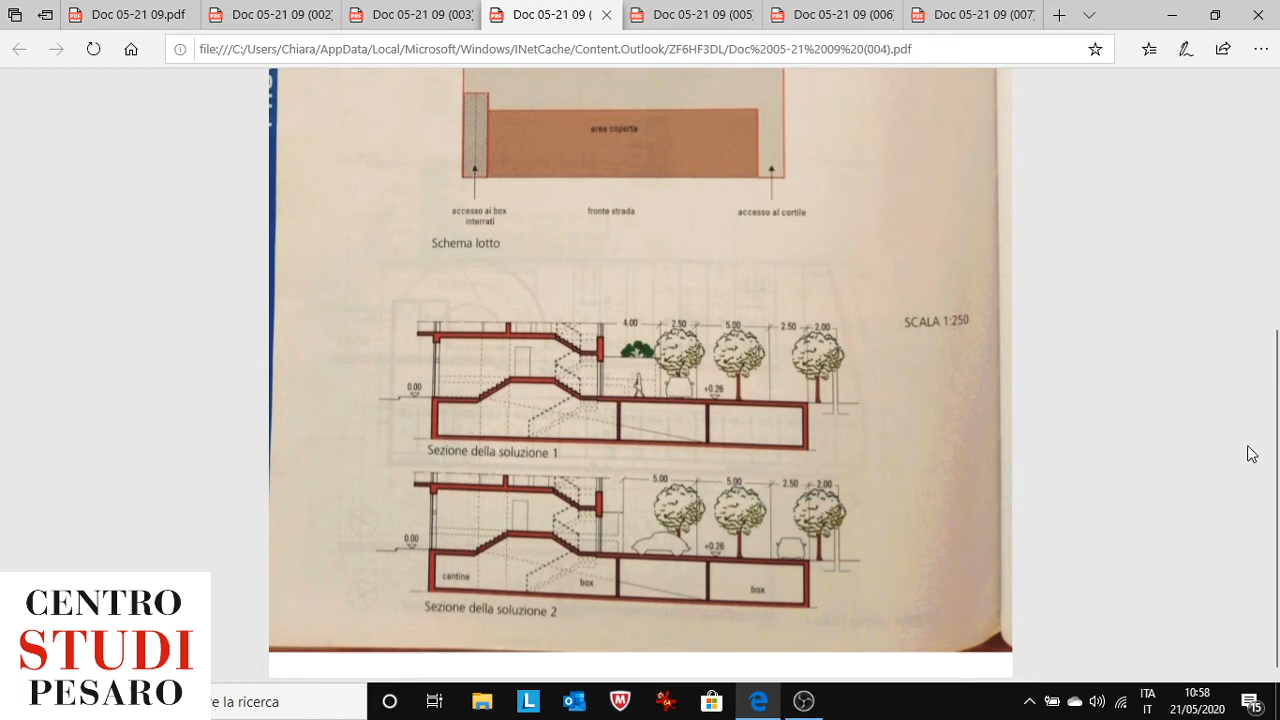 Doc 05-21 09.pdf
Doc 05-21 09 (002)
Doc 05-21 09 (003)
Doc 05-21 09 (
Doc 05-21 09 (005)
Doc 05-21 09 (006)
Doc 05-21 09 (007)
file:///C:/Users/Chiara/AppData/Local/Microsoft/Windows/INetCache/Content.Outlook/ZF6HF3DL/Doc%2005-21%2009%20(004).pdf
area coperta
accesso ai box
interrati
fronte strada
accesso al cortile
Schema lotto
SCALA 1:250
4.00 2.50 5.00 2.50 2.00
0.00
+0.26
Sezione della soluzione 1
5.00 5.00 2.50 2.00
0.00
+0.26
cantine
box
box
Sezione della soluzione 2
CENTRO
STUDI
PESARO
re la ricerca
L
64
ITA
IT
10:58
21/05/2020
15